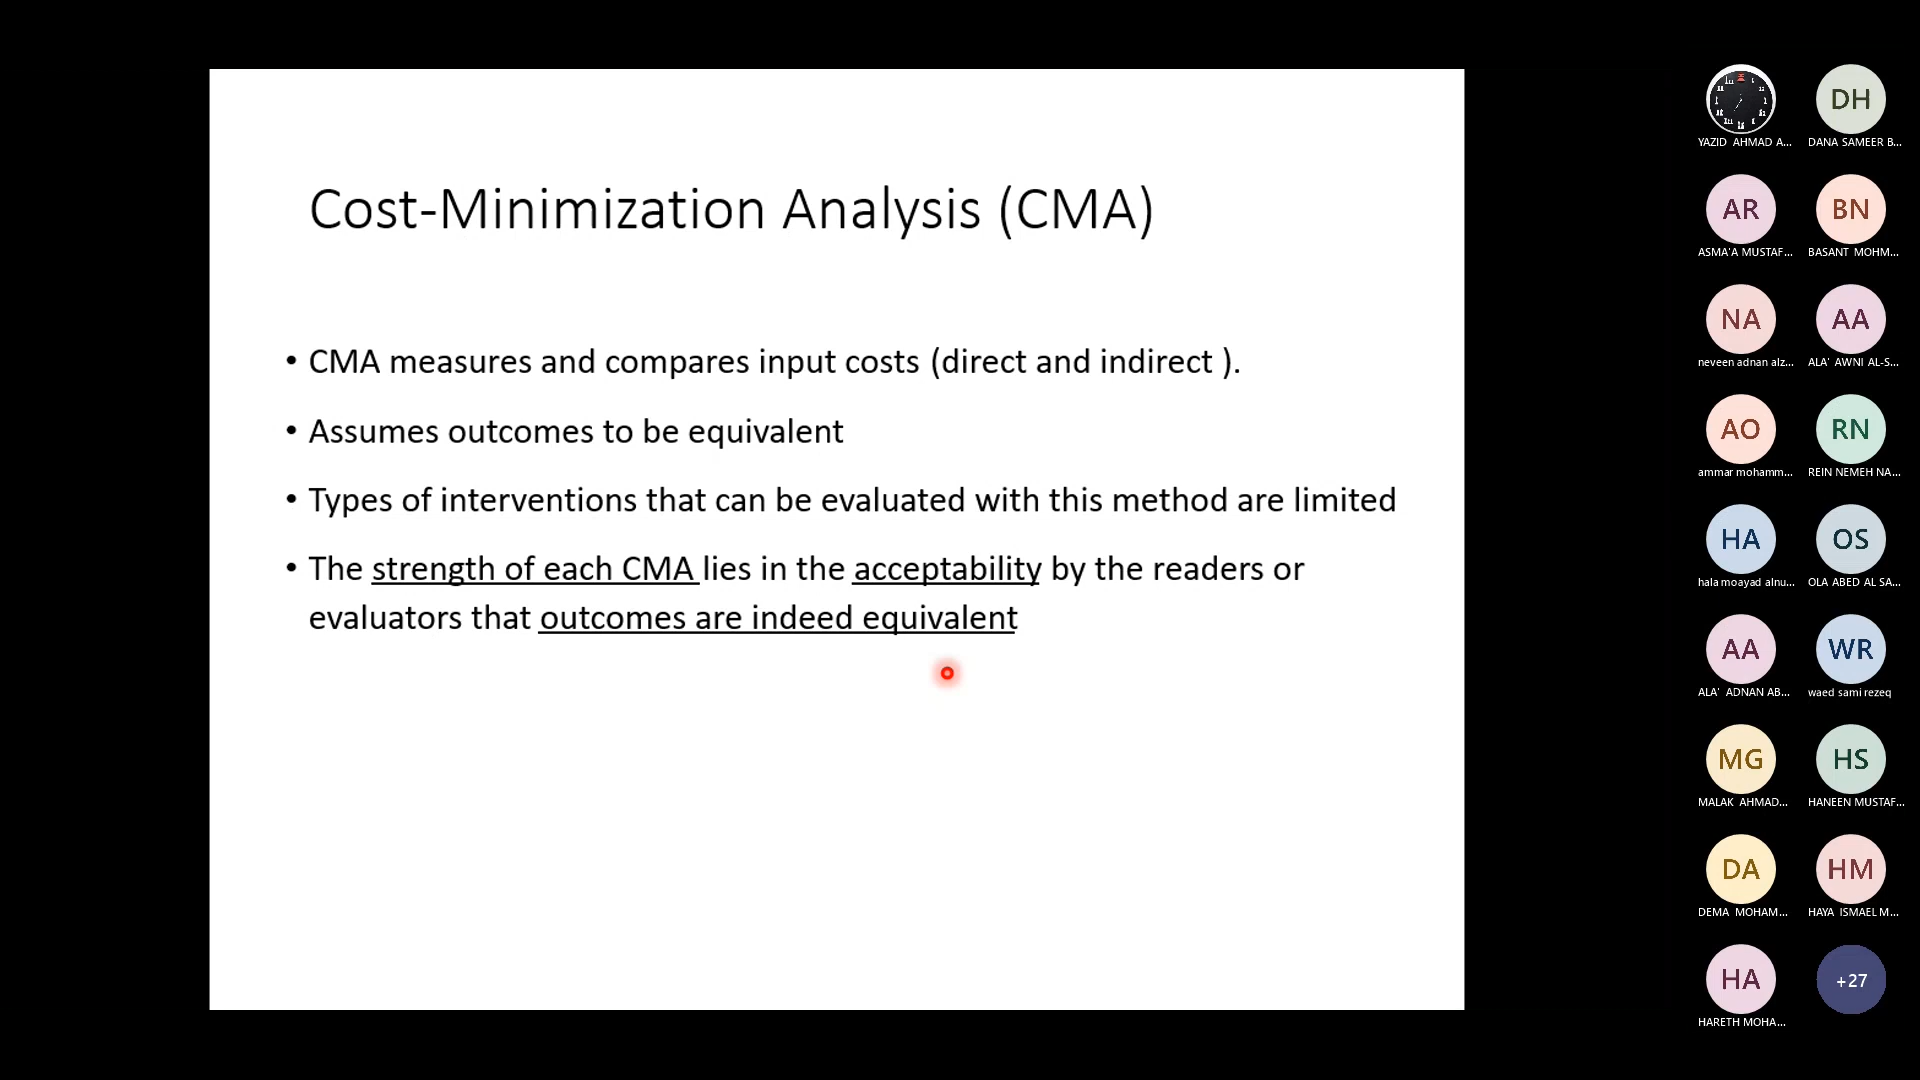 Cost-Minimization Analysis (CMA)
• CMA measures and compares input costs (direct and indirect ).
• Assumes outcomes to be equivalent
• Types of interventions that can be evaluated with this method are limited
• The strength of each CMA lies in the acceptability by the readers or
evaluators that outcomes are indeed equivalent
YAZID AHMAD A...
DH
DANA SAMEER B...
AR
ASMA'A MUSTAF...
BN
BASANT MOHM...
NA
neveen adnan alz...
AA
ALA' AWNI AL-S...
AO
ammar mohamm...
RN
REIN NEMEH NA...
HA
hala moayad alnu...
OS
OLA ABED AL SA...
AA
ALA' ADNAN AB...
WR
waed sami rezeq
MG
MALAK AHMAD...
HS
HANEEN MUSTAF...
DA
DEMA MOHAM...
HM
HAYA ISMAEL M...
HA
HARETH MOHA...
+27